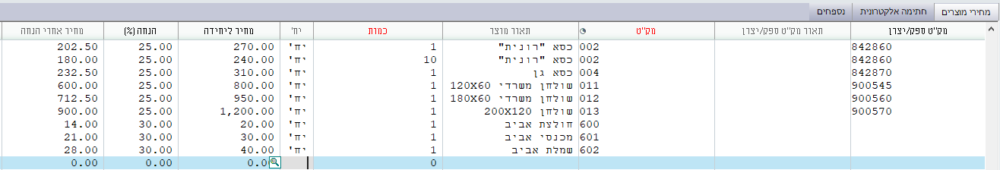 מחירי מוצרים חתימה אלקטרונית נספחים
מק"ט ספק/יצרן תאור מק"ט ספק/יצרן מק"ט תאור מוצר כמות יח' מחיר ליחידה הנחה (%) מחיר אחרי הנחה
842860 002 כסא "רונית" 1 יח' 270.00 25.00 202.50
842860 002 כסא "רונית" 10 יח' 240.00 25.00 180.00
842870 004 כסא גן 1 יח' 310.00 25.00 232.50
900545 011 שולחן משרדי 120X60 1 יח' 800.00 25.00 600.00
900560 012 שולחן משרדי 180X60 1 יח' 950.00 25.00 712.50
900570 013 שולחן 200X120 1 יח' 1,200.00 25.00 900.00
600 חולצת אביב 1 יח' 20.00 30.00 14.00
601 מכנסי אביב 1 יח' 30.00 30.00 21.00
602 שמלת אביב 1 יח' 40.00 30.00 28.00
0 0.00 0.00 0.00